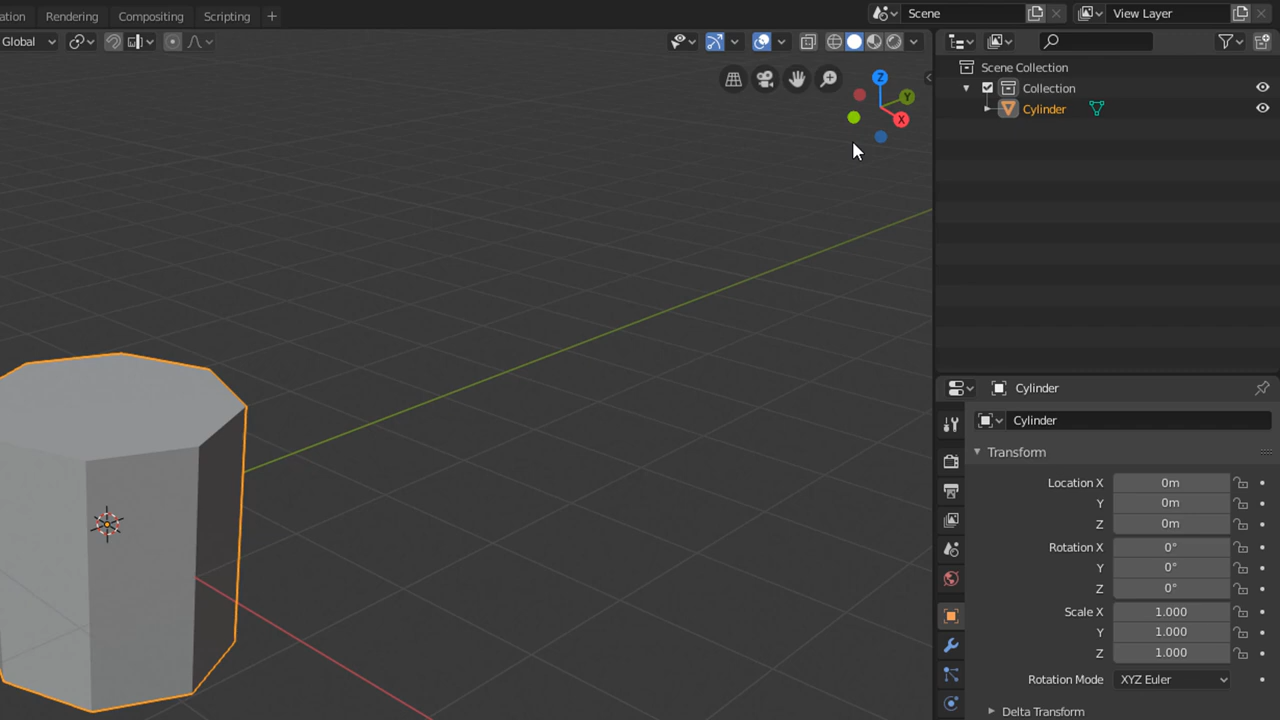 ation Rendering Compositing Scripting +
Scene
View Layer
Global
Z
Y
X
Scene Collection
Collection
Cylinder
Cylinder
Cylinder
Transform
Location X 0m
Y 0m
Z 0m
Rotation X 0°
Y 0°
Z 0°
Scale X 1.000
Y 1.000
Z 1.000
Rotation Mode XYZ Euler
Delta Transform